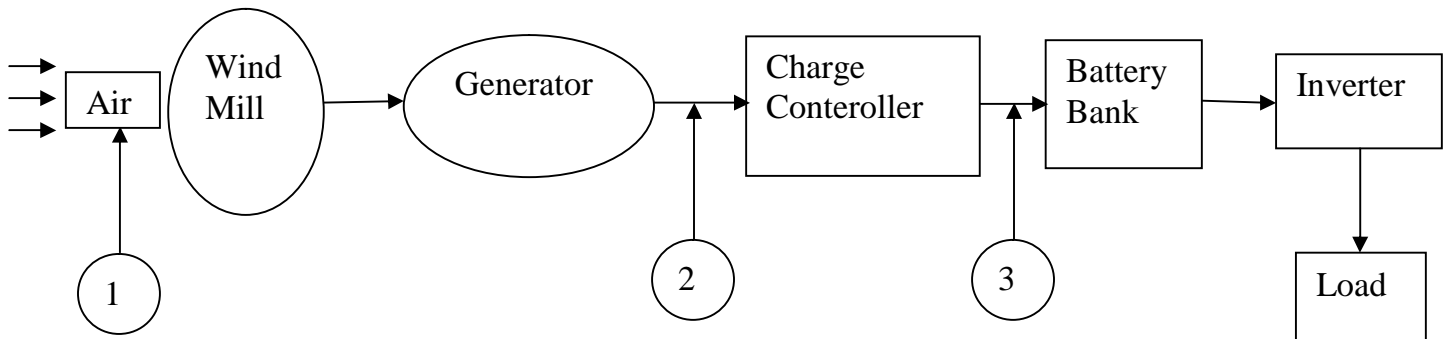 Air
Wind
Mill
Generator
Charge
Conteroller
Battery
Bank
Inverter
Load
1
2
3